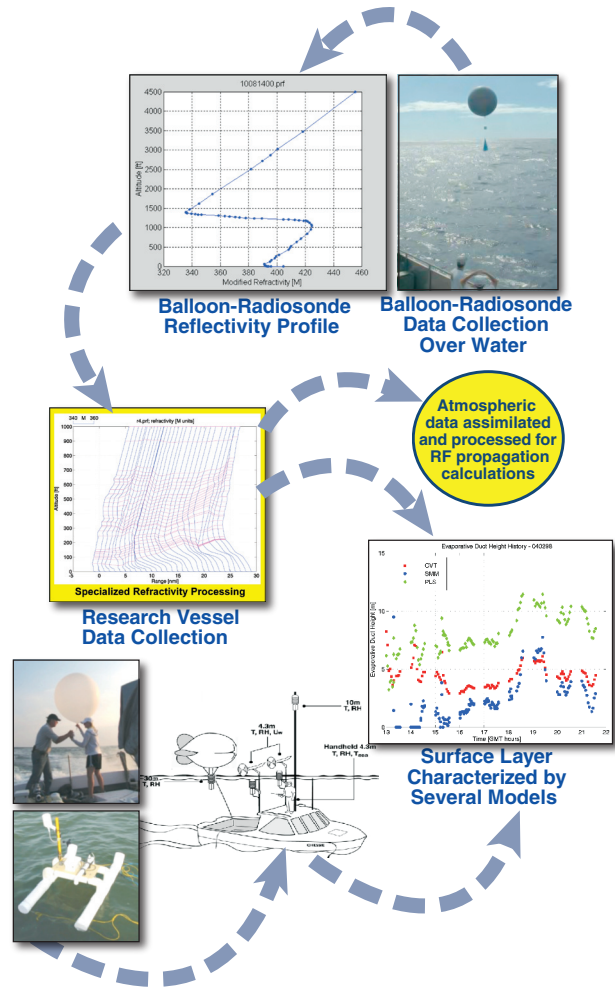 10081400.prf
4500
4000
3500
3000
2500
2000
1500
1000
500
0
Altitude [ft]
320 340 360 380 400 420 440 460
Modified Refractivity [M]
Balloon-Radiosonde
Reflectivity Profile
Balloon-Radiosonde
Data Collection
Over Water
340 M 360
r4.prf; refractivity [M units]
1000
900
800
700
600
500
400
300
200
100
0
Altitude [ft]
-5 0 5 10 15 20 25 30
Range [nmi]
Specialized Refractivity Processing
Research Vessel
Data Collection
Atmospheric
data assimilated
and processed for
RF propagation
calculations
Evaporative Duct Height History - 040298
CVT
SMM
PLS
15
10
5
0
Evaporative Duct Height [m]
13 14 15 16 17 18 19 20 21 22
Time [GMT hours]
Surface Layer
Characterized by
Several Models
10m
T, RH
4.3m
T, RH, UW
Handheld 4.3m
T, RH, Tsea
30m
T, RH